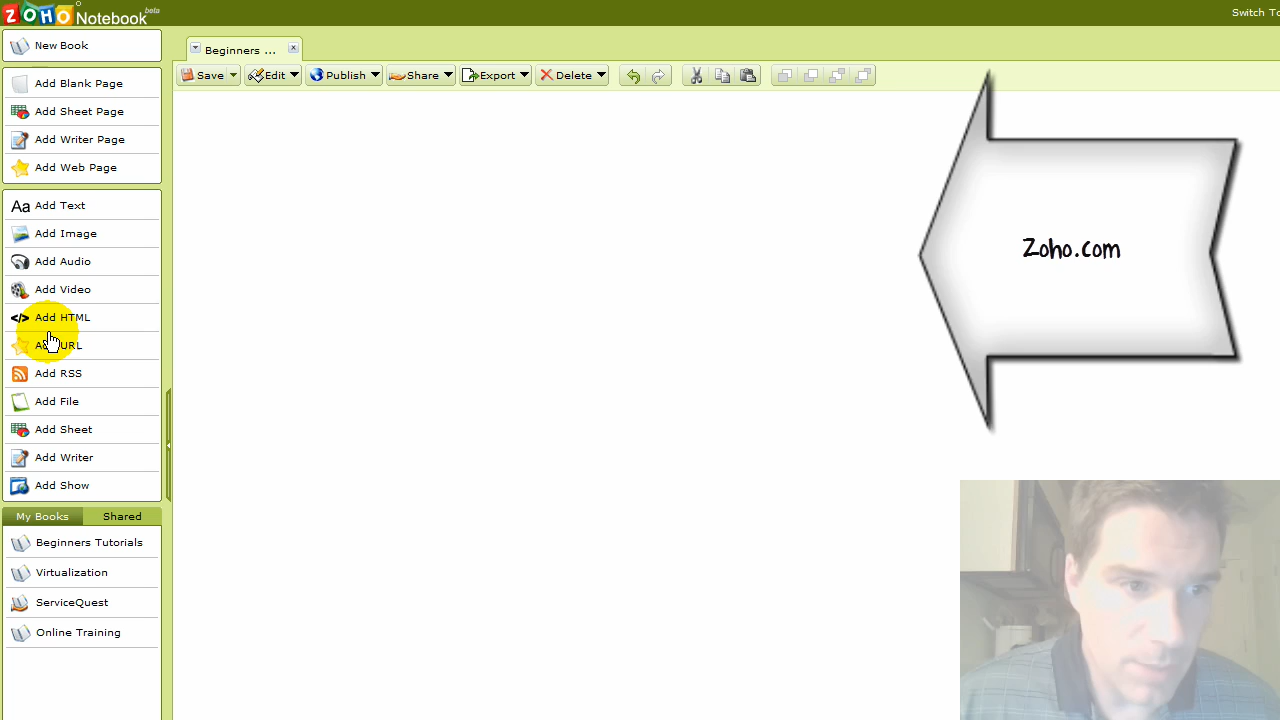 ZOHO Notebook beta
Switch To
New Book
Beginners ...
Save
Edit
Publish
Share
Export
Delete
Add Blank Page
Add Sheet Page
Add Writer Page
Add Web Page
Aa Add Text
Add Image
Add Audio
Add Video
</> Add HTML
Add URL
Add RSS
Add File
Add Sheet
Add Writer
Add Show
My Books
Shared
Beginners Tutorials
Virtualization
ServiceQuest
Online Training
Zoho.com